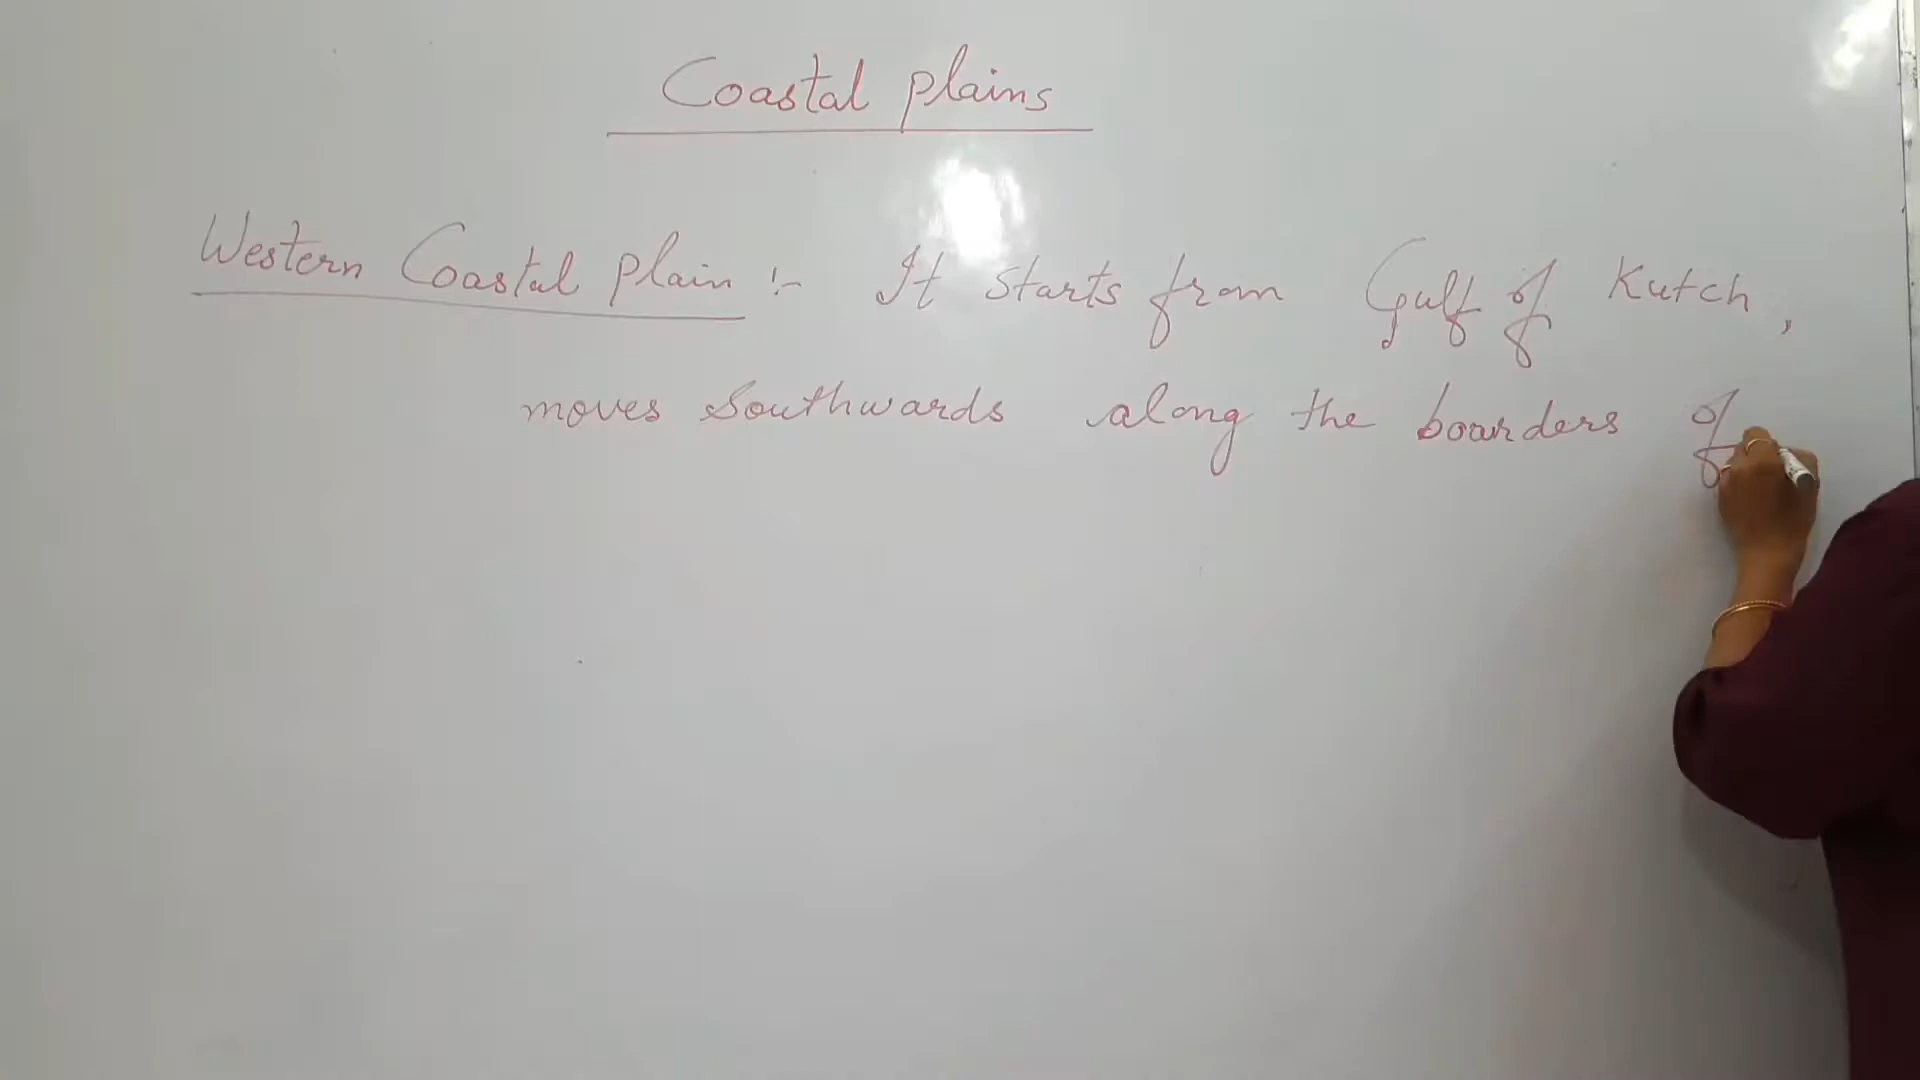 Coastal plains
Western Coastal plain :- It starts from Gulf of Kutch,
moves Southwards along the boarders of